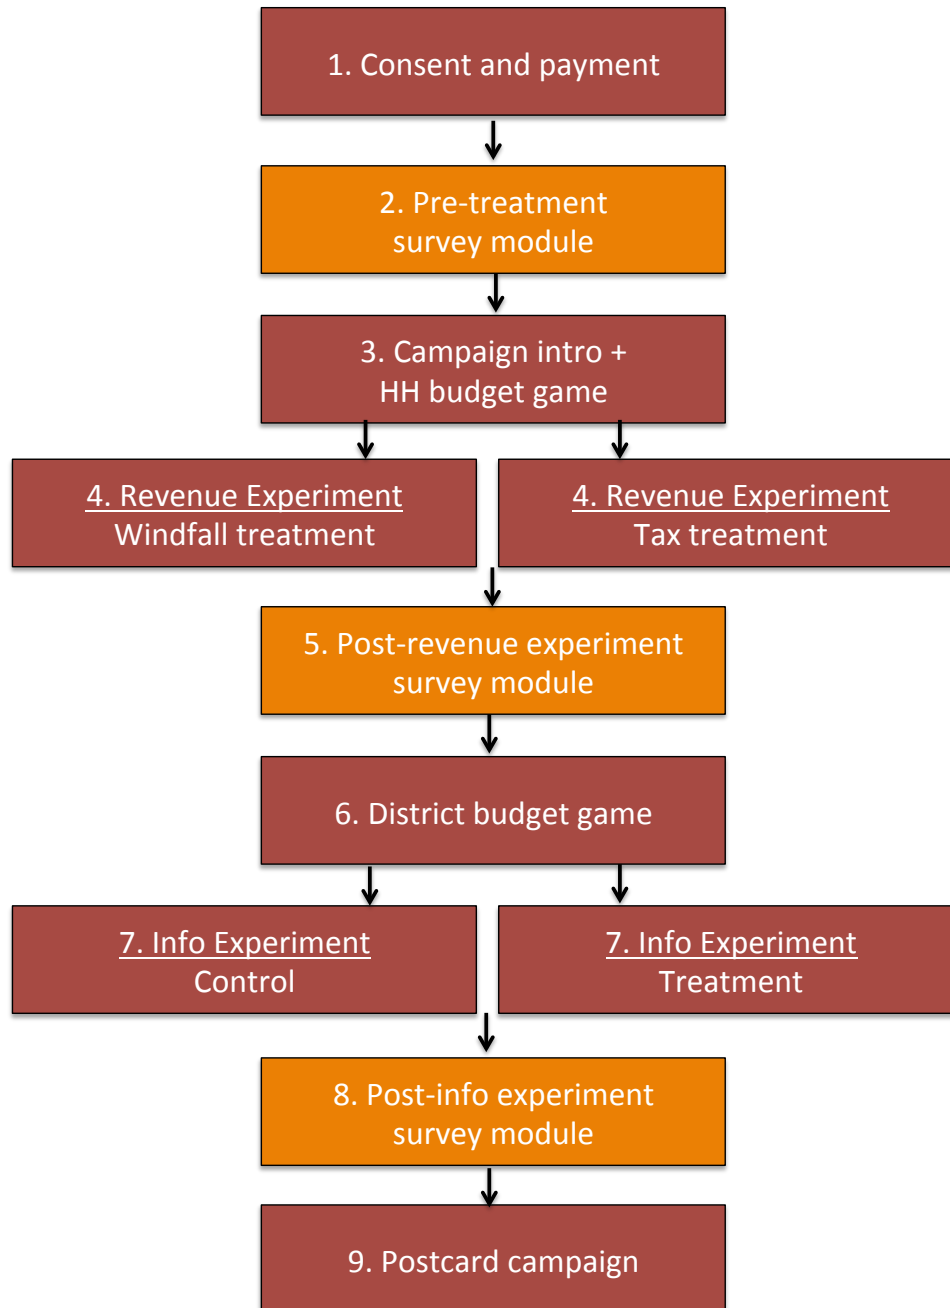 1. Consent and payment
2. Pre-treatment
survey module
3. Campaign intro +
HH budget game
4. Revenue Experiment
Windfall treatment
4. Revenue Experiment
Tax treatment
5. Post-revenue experiment
survey module
6. District budget game
7. Info Experiment
Control
7. Info Experiment
Treatment
8. Post-info experiment
survey module
9. Postcard campaign